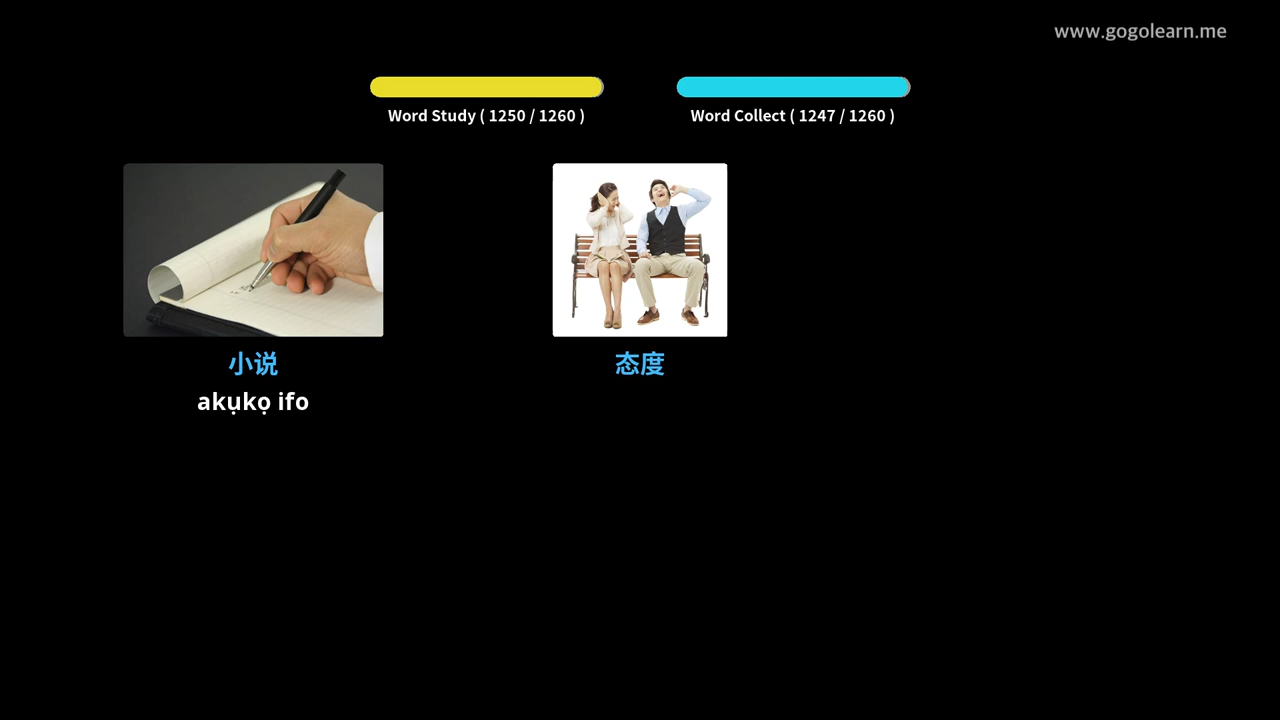 www.gogolearn.me
Word Study ( 1250 / 1260 )
Word Collect ( 1247 / 1260 )
小说
akụkọ ifo
态度